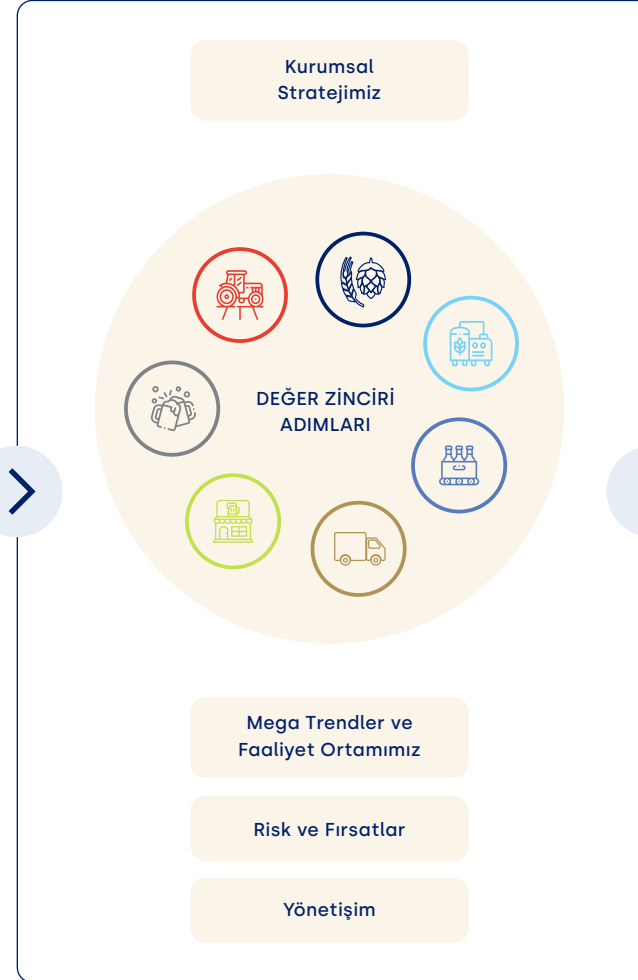 Kurumsal
Stratejimiz
DEĞER ZİNCİRİ
ADIMLARI
Mega Trendler ve
Faaliyet Ortamımız
Risk ve Fırsatlar
Yönetişim